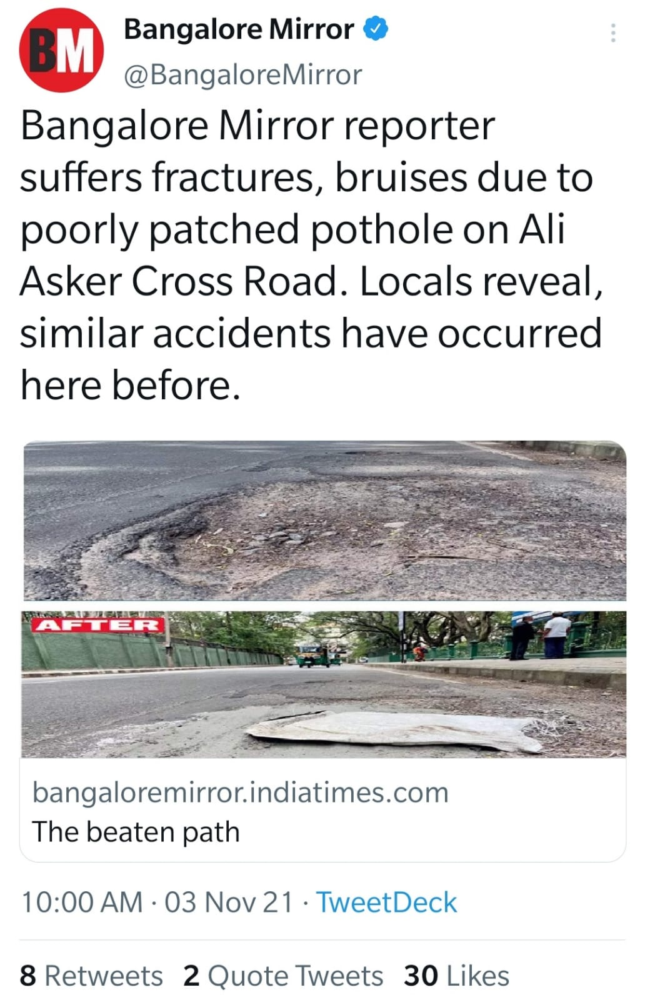 BM
Bangalore Mirror
@BangaloreMirror
Bangalore Mirror reporter
suffers fractures, bruises due to
poorly patched pothole on Ali
Asker Cross Road. Locals reveal,
similar accidents have occurred
here before.
AFTER
bangaloremirror.indiatimes.com
The beaten path
10:00 AM · 03 Nov 21 · TweetDeck
8 Retweets 2 Quote Tweets 30 Likes